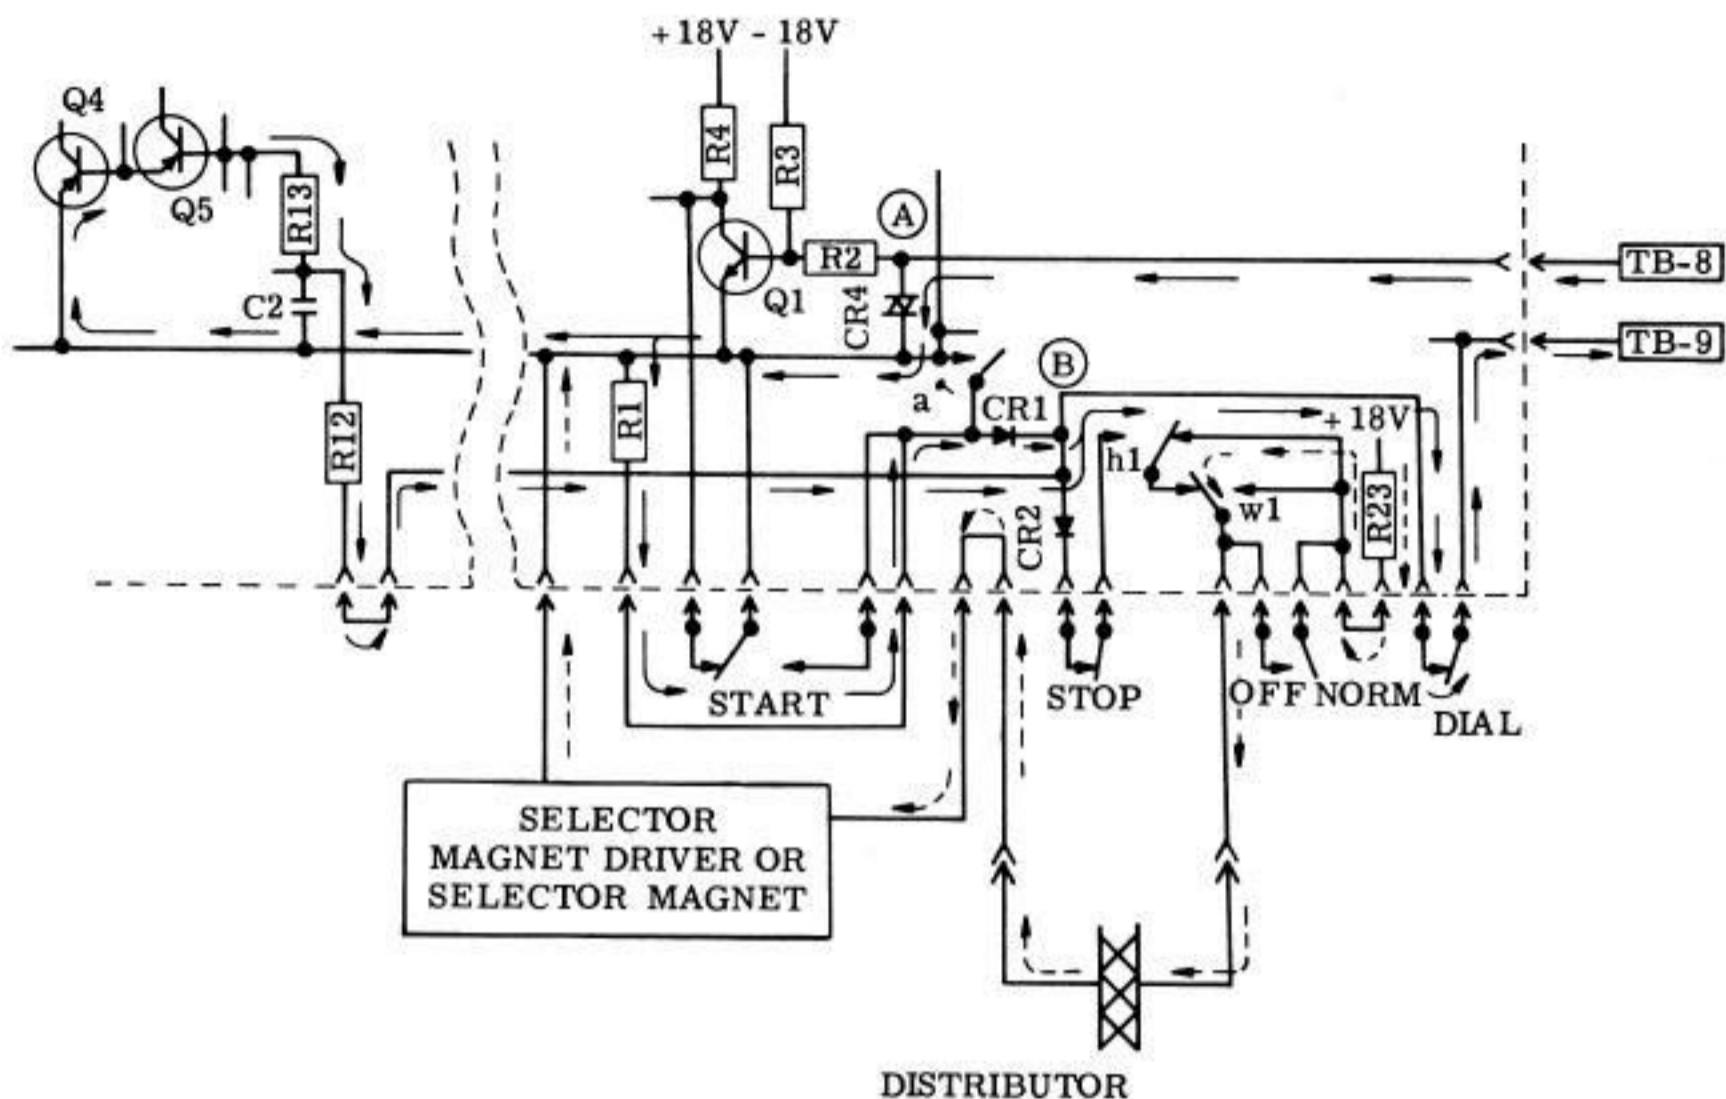 +18V -18V
Q4
R4
R3
Q5
R13
A
R2
TB-8
Q1
C2
CR4
TB-9
B
a
CR1
+18V
R1
R12
h1
CR2
w1
R23
START
STOP
OFF NORM
DIAL
SELECTOR
MAGNET DRIVER OR
SELECTOR MAGNET
DISTRIBUTOR